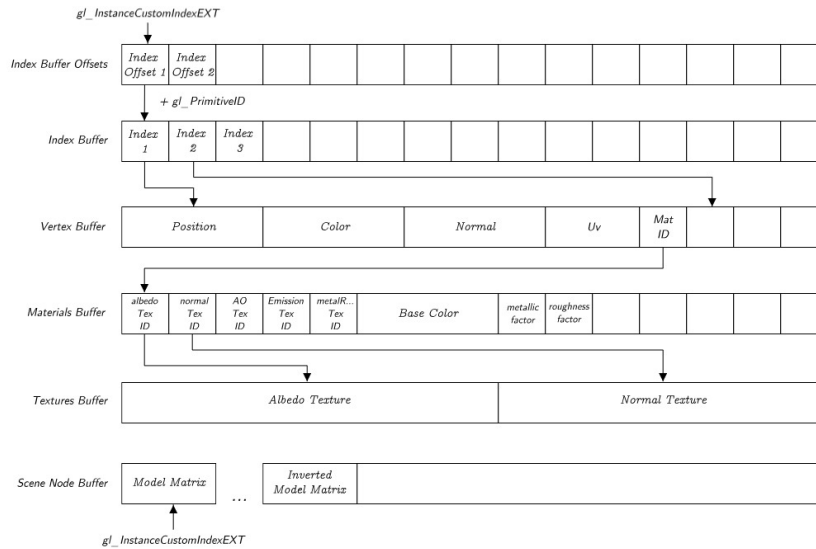 gl_InstanceCustomIndexEXT
Index Buffer Offsets
Index
Offset 1
Index
Offset 2
+ gl_PrimitiveID
Index Buffer
Index
1
Index
2
Index
3
Vertex Buffer
Position
Color
Normal
Uv
Mat
ID
Materials Buffer
albedo
Tex
ID
normal
Tex
ID
AO
Tex
ID
Emission
Tex
ID
metalR...
Tex
ID
Base Color
metallic
factor
roughness
factor
Textures Buffer
Albedo Texture
Normal Texture
Scene Node Buffer
Model Matrix
...
Inverted
Model Matrix
gl_InstanceCustomIndexEXT